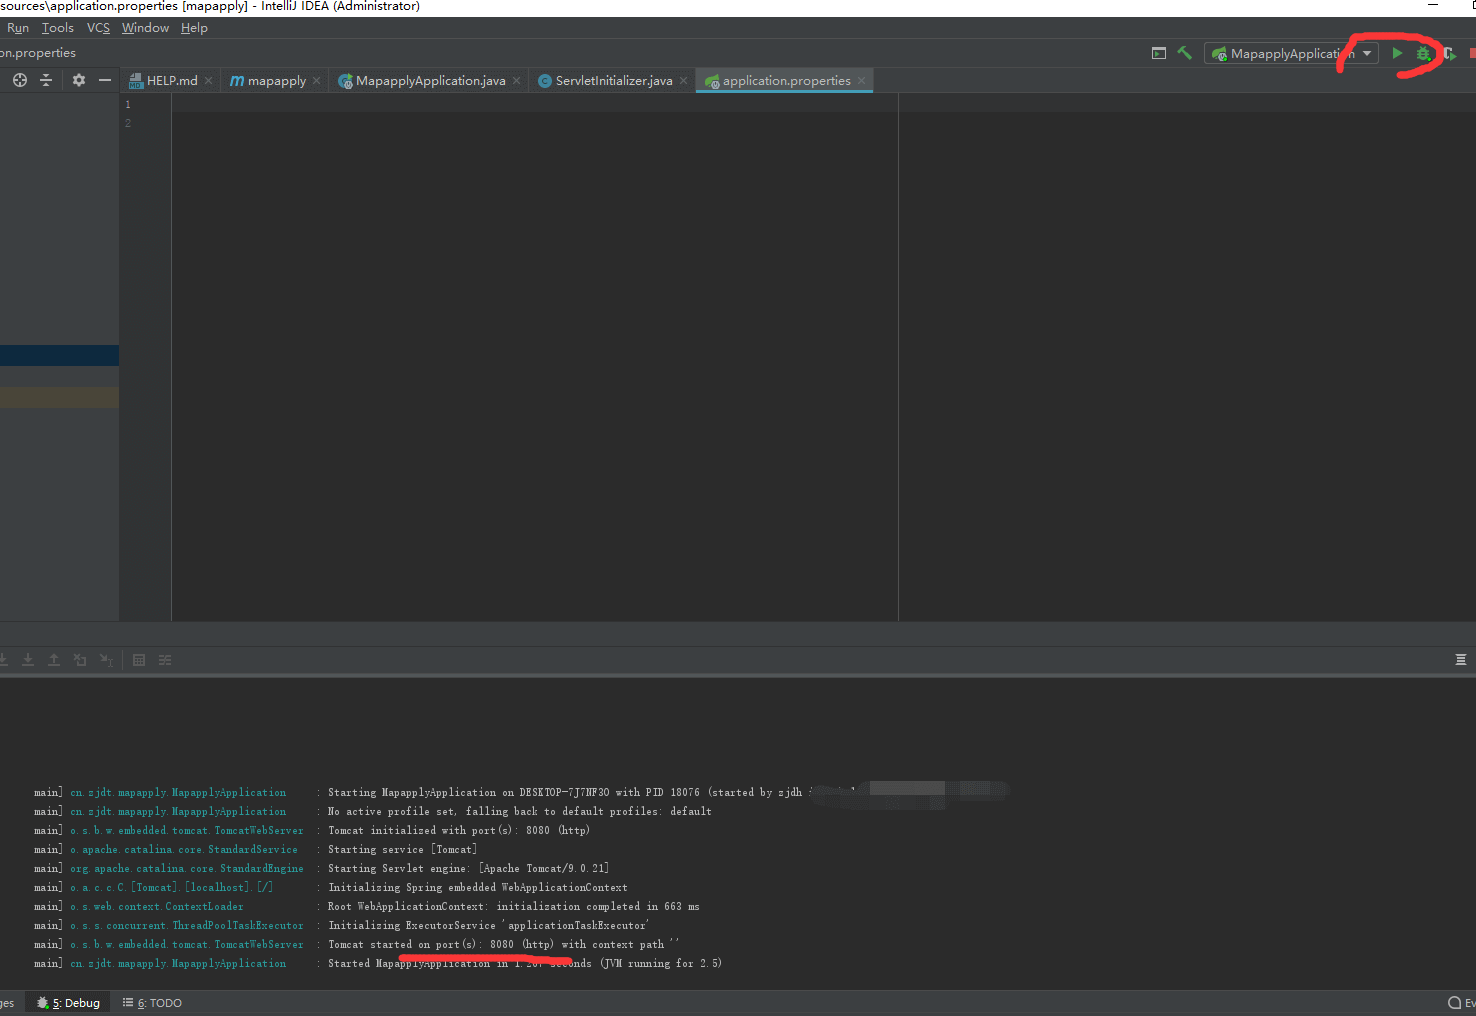 sources\application.properties [mapapply] - IntelliJ IDEA (Administrator)
Run Tools VCS Window Help
on.properties
MapapplyApplication
HELP.md mapapply MapapplyApplication.java ServletInitializer.java application.properties
1
2
main] cn.zjdt.mapapply.MapapplyApplication : Starting MapapplyApplication on DESKTOP-7J7NF80 with PID 18076 (started by zjdh
main] cn.zjdt.mapapply.MapapplyApplication : No active profile set, falling back to default profiles: default
main] o.s.b.w.embedded.tomcat.TomcatWebServer : Tomcat initialized with port(s): 8080 (http)
main] o.apache.catalina.core.StandardService : Starting service [Tomcat]
main] org.apache.catalina.core.StandardEngine : Starting Servlet engine: [Apache Tomcat/9.0.21]
main] o.a.c.c.C.[Tomcat].[localhost].[/] : Initializing Spring embedded WebApplicationContext
main] o.s.web.context.ContextLoader : Root WebApplicationContext: initialization completed in 663 ms
main] o.s.s.concurrent.ThreadPoolTaskExecutor : Initializing ExecutorService 'applicationTaskExecutor'
main] o.s.b.w.embedded.tomcat.TomcatWebServer : Tomcat started on port(s): 8080 (http) with context path ''
main] cn.zjdt.mapapply.MapapplyApplication : Started MapapplyApplication in seconds (JVM running for 2.5)
ges 5: Debug 6: TODO Ev